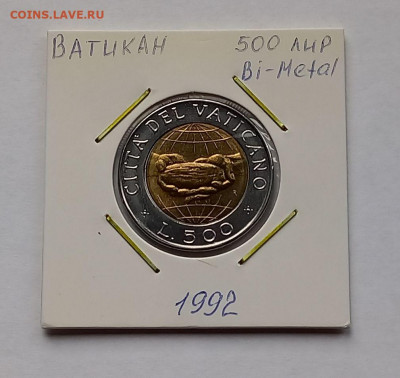 COINS.LAVE.RU
ВАТИКАН 500 лир
Bi-Metal
CITTA' DEL VATICANO
L. 500
1992